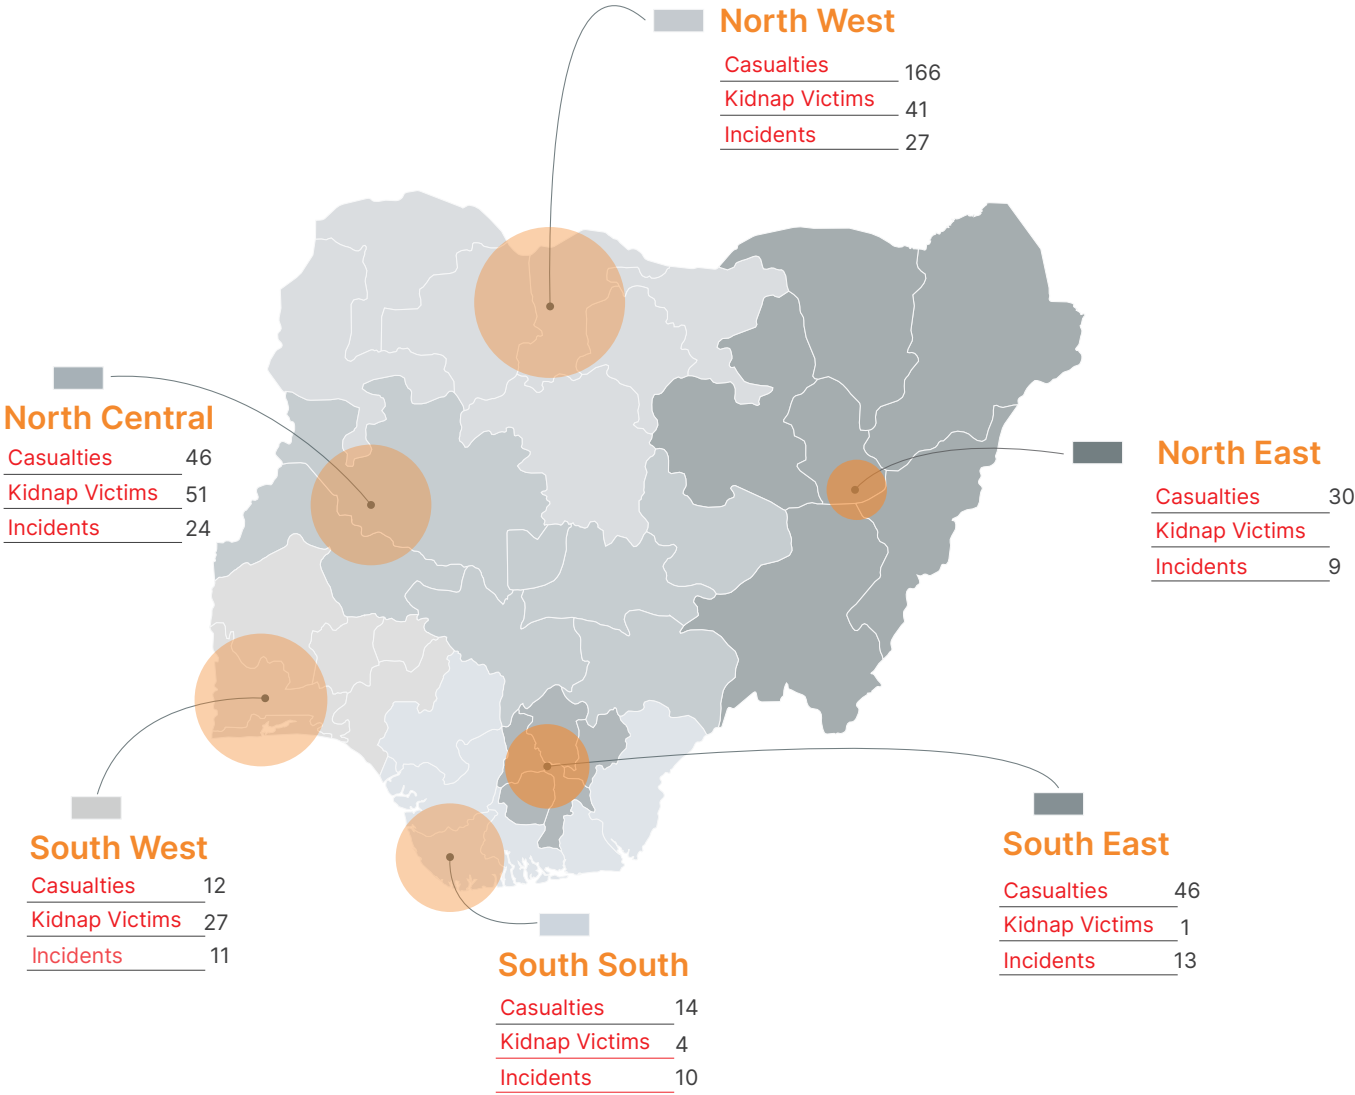 North West
Casualties 166
Kidnap Victims 41
Incidents 27
North Central
Casualties 46
Kidnap Victims 51
Incidents 24
North East
Casualties 30
Kidnap Victims
Incidents 9
South West
Casualties 12
Kidnap Victims 27
Incidents 11
South East
Casualties 46
Kidnap Victims 1
Incidents 13
South South
Casualties 14
Kidnap Victims 4
Incidents 10